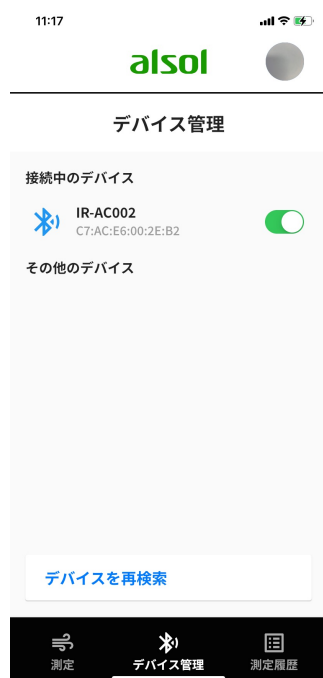 11:17
alsol
デバイス管理
接続中のデバイス
IR-AC002
C7:AC:E6:00:2E:B2
その他のデバイス
デバイスを再検索
測定
デバイス管理
測定履歴